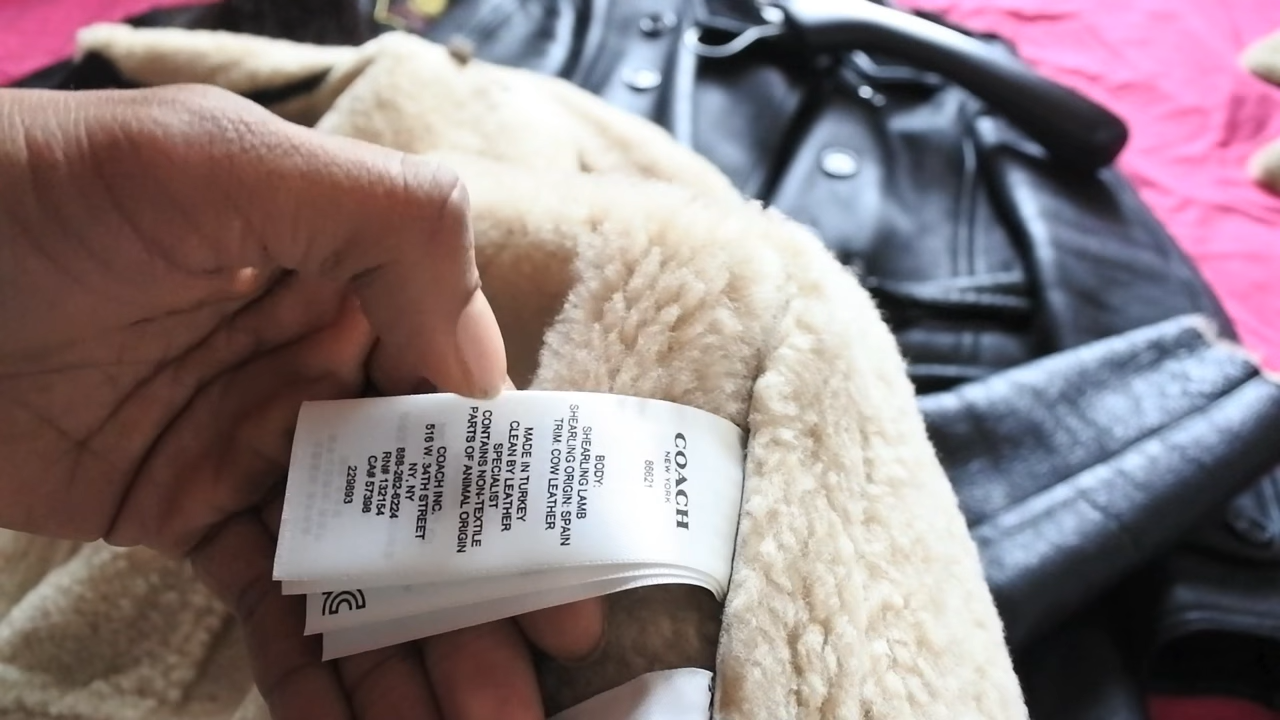 COACH
NEW YORK
86621
BODY:
SHEARLING LAMB
SHEARLING ORIGIN: SPAIN
TRIM: COW LEATHER
MADE IN TURKEY
CLEAN BY LEATHER
SPECIALIST
CONTAINS NON-TEXTILE
PARTS OF ANIMAL ORIGIN
COACH INC.
516 W. 34TH STREET
NY, NY
888-262-6224
RN# 132154
CA# 57398
229893